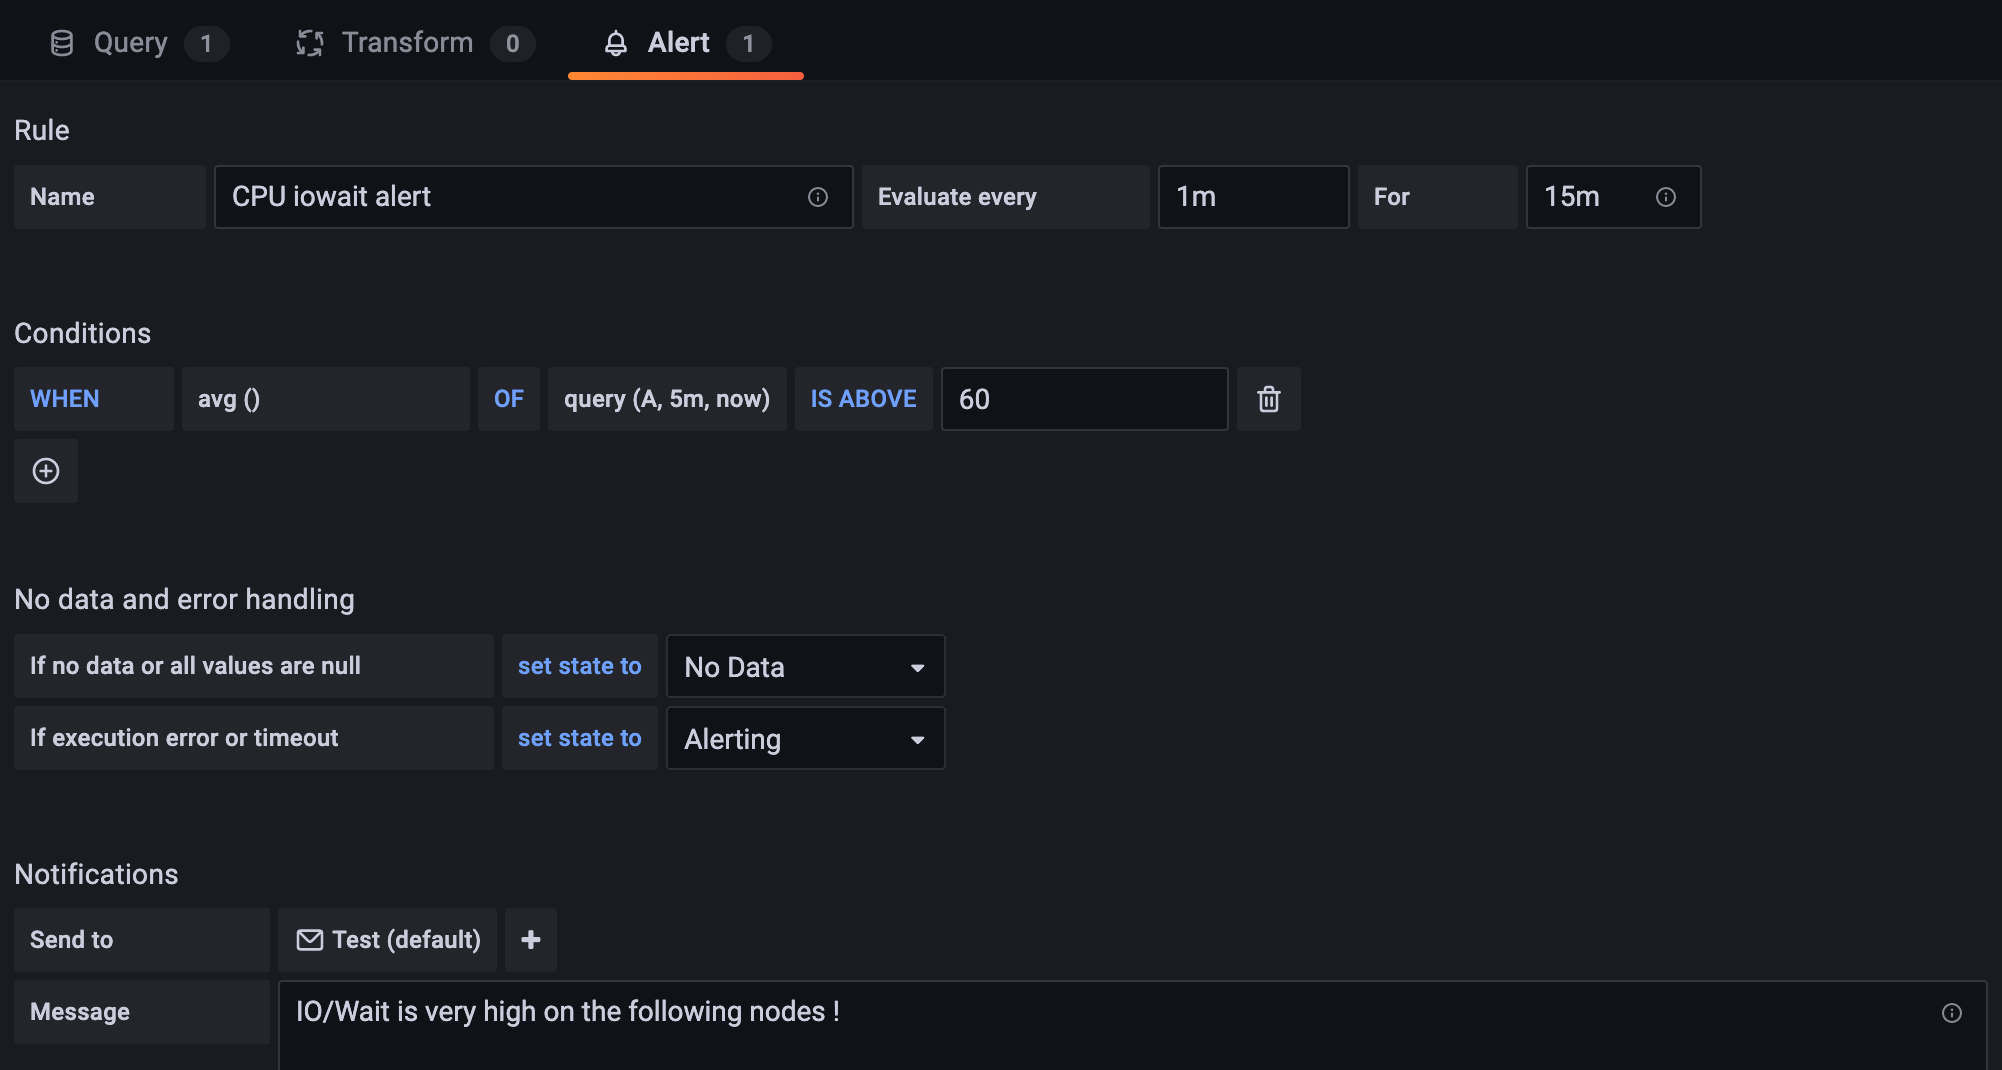 Query 1 Transform 0 Alert 1
Rule
Name CPU iowait alert Evaluate every 1m For 15m
Conditions
WHEN avg () OF query (A, 5m, now) IS ABOVE 60
No data and error handling
If no data or all values are null set state to No Data
If execution error or timeout set state to Alerting
Notifications
Send to Test (default) +
Message IO/Wait is very high on the following nodes !